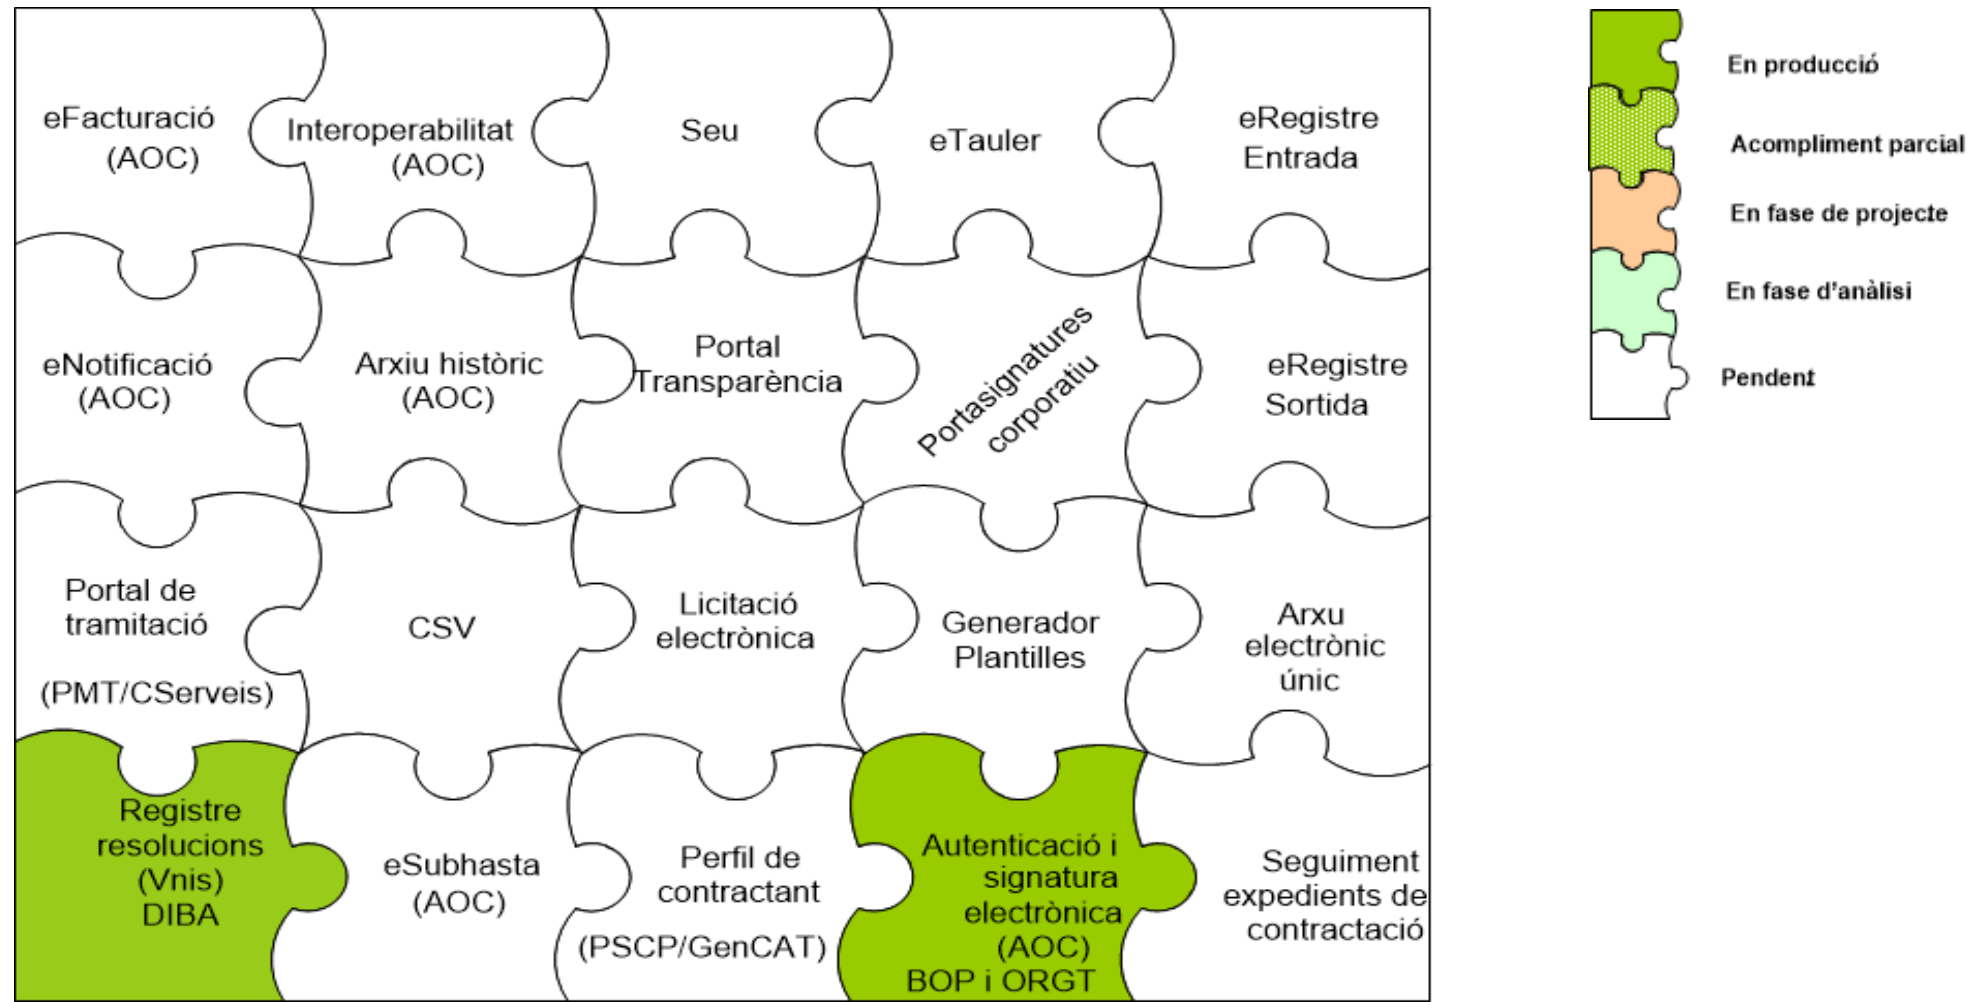 eFacturació
(AOC)
Interoperabilitat
(AOC)
Seu
eTauler
eRegistre
Entrada
eNotificació
(AOC)
Arxiu històric
(AOC)
Portal
Transparència
Portasignatures
corporatiu
eRegistre
Sortida
Portal de
tramitació
(PMT/CServeis)
CSV
Licitació
electrònica
Generador
Plantilles
Arxu
electrònic
únic
Registre
resolucions
(Vnis)
DIBA
eSubhasta
(AOC)
Perfil de
contractant
(PSCP/GenCAT)
Autenticació i
signatura
electrònica
(AOC)
BOP i ORGT
Seguiment
expedients de
contractació
En producció
Acompliment parcial
En fase de projecte
En fase d'anàlisi
Pendent